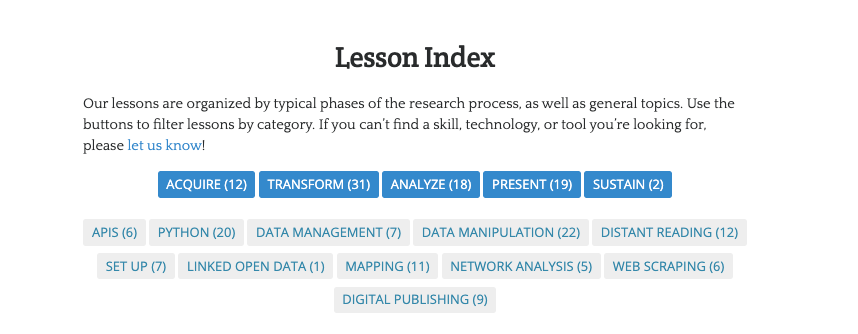 Lesson Index
Our lessons are organized by typical phases of the research process, as well as general topics. Use the
buttons to filter lessons by category. If you can't find a skill, technology, or tool you're looking for,
please let us know!
ACQUIRE (12) TRANSFORM (31) ANALYZE (18) PRESENT (19) SUSTAIN (2)
APIS (6) PYTHON (20) DATA MANAGEMENT (7) DATA MANIPULATION (22) DISTANT READING (12)
SET UP (7) LINKED OPEN DATA (1) MAPPING (11) NETWORK ANALYSIS (5) WEB SCRAPING (6)
DIGITAL PUBLISHING (9)